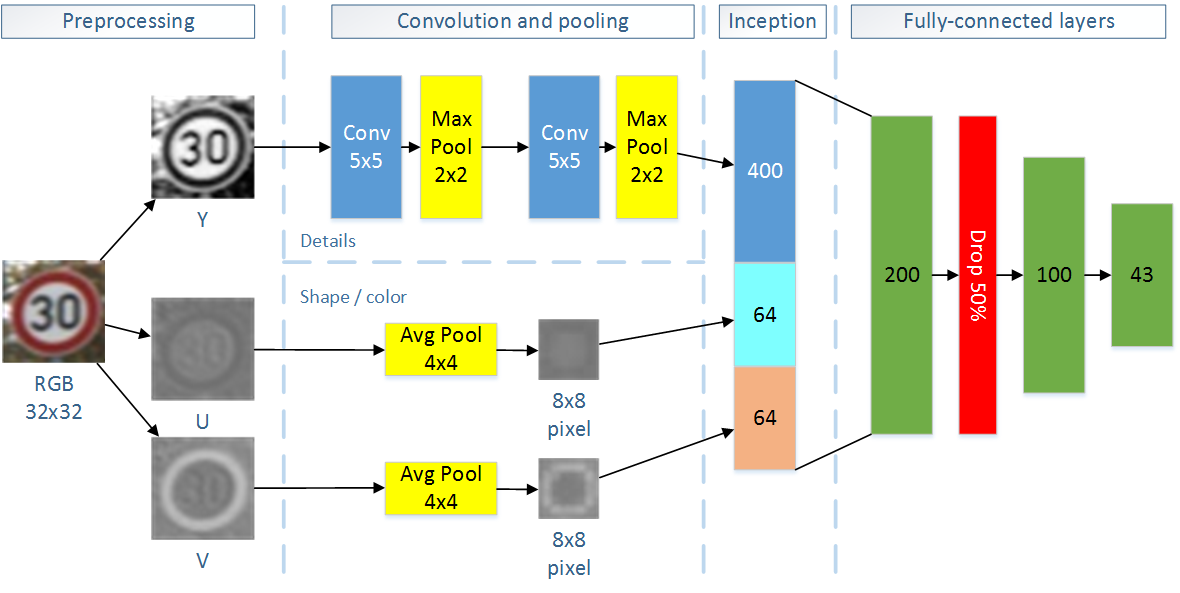 Preprocessing
Convolution and pooling
Inception
Fully-connected layers
30
Y
Conv
5x5
Max
Pool
2x2
Conv
5x5
Max
Pool
2x2
400
Details
200
Drop 50%
100
43
30
RGB
32x32
Shape / color
30
U
Avg Pool
4x4
8x8
pixel
64
30
V
Avg Pool
4x4
8x8
pixel
64